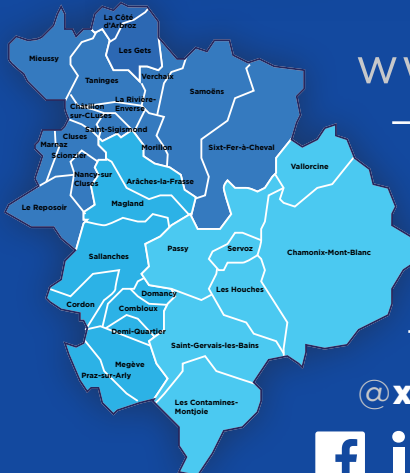 La Côté
d'Arbroz
Les Gets
Mieussy
Taninges
Verchaix
Samoëns
Châtillon
sur-CLuses
La Rivière-
Enverse
Saint-Sigismond
Cluses
Marnaz
Scionzier
Morillon
Sixt-Fer-à-Cheval
Vallorcine
Nancy-sur
Cluses
Arâches-la-Frasse
Le Reposoir
Magland
Passy
Servoz
Chamonix-Mont-Blanc
Sallanches
Les Houches
Domancy
Cordon
Combloux
Demi-Quartier
Saint-Gervais-les-Bains
Megève
Praz-sur-Arly
Les Contamines-
Montjoie
@x